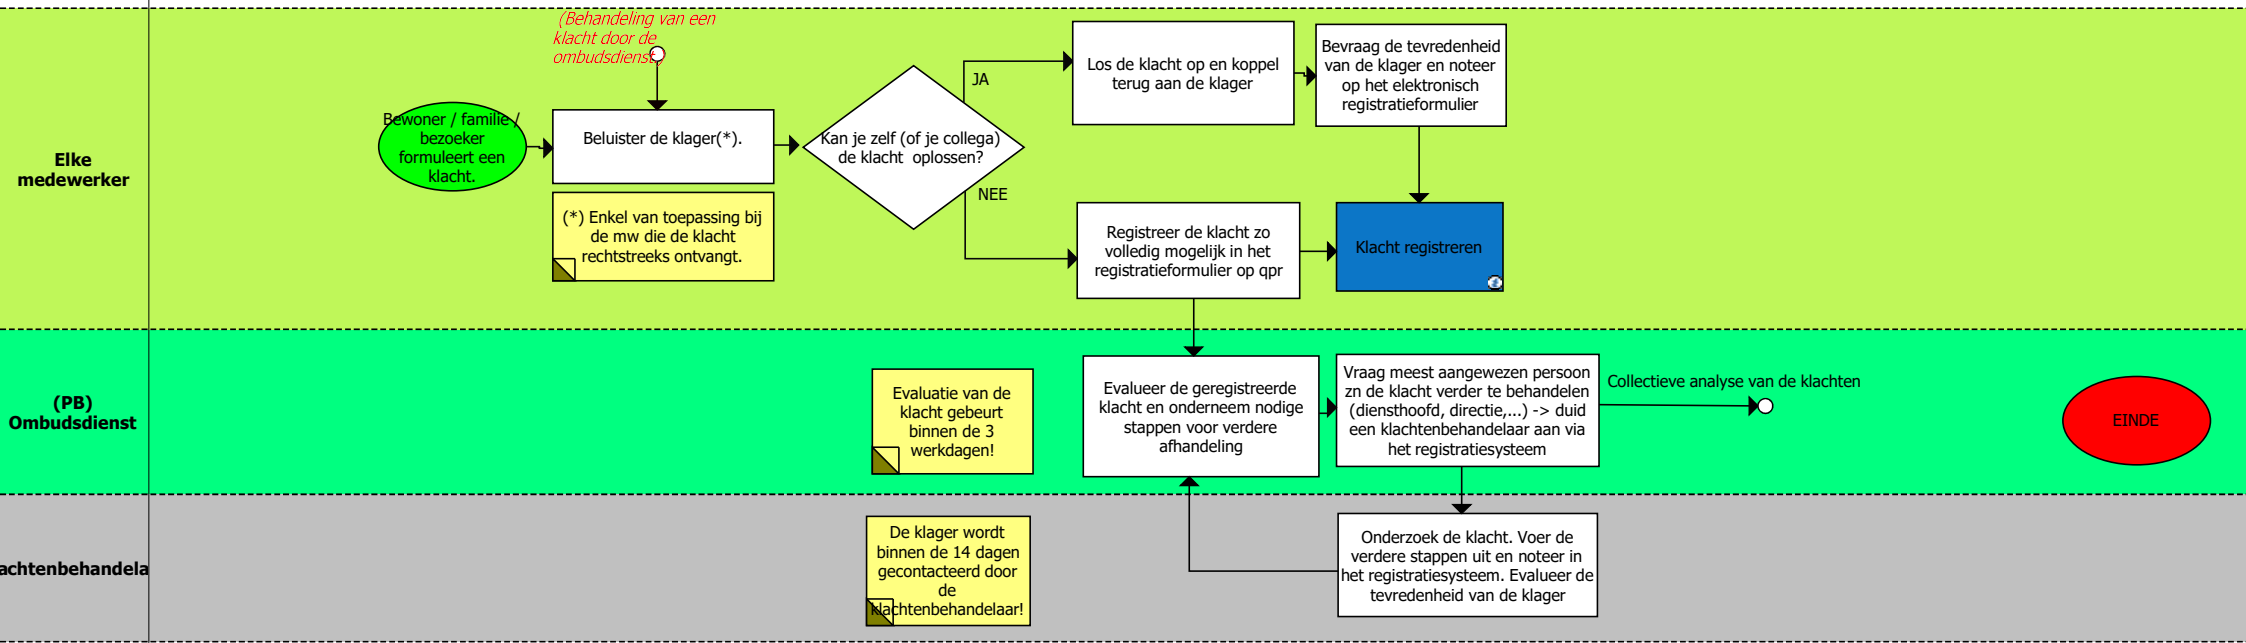 (Behandeling van een
klacht door de
ombudsdienst)
Elke
medewerker
Bewoner / familie /
bezoeker
formuleert een
klacht.
Beluister de klager(*).
(*) Enkel van toepassing bij
de mw die de klacht
rechtstreeks ontvangt.
Kan je zelf (of je collega)
de klacht oplossen?
JA
NEE
Los de klacht op en koppel
terug aan de klager
Bevraag de tevredenheid
van de klager en noteer
op het elektronisch
registratieformulier
Registreer de klacht zo
volledig mogelijk in het
registratieformulier op qpr
Klacht registreren
(PB)
Ombudsdienst
Evaluatie van de
klacht gebeurt
binnen de 3
werkdagen!
Evalueer de geregistreerde
klacht en onderneem nodige
stappen voor verdere
afhandeling
Vraag meest aangewezen persoon
zn de klacht verder te behandelen
(diensthoofd, directie,...) -> duid
een klachtenbehandelaar aan via
het registratiesysteem
Collectieve analyse van de klachten
EINDE
achtenbehandela
De klager wordt
binnen de 14 dagen
gecontacteerd door
de
klachtenbehandelaar!
Onderzoek de klacht. Voer de
verdere stappen uit en noteer in
het registratiesysteem. Evalueer de
tevredenheid van de klager